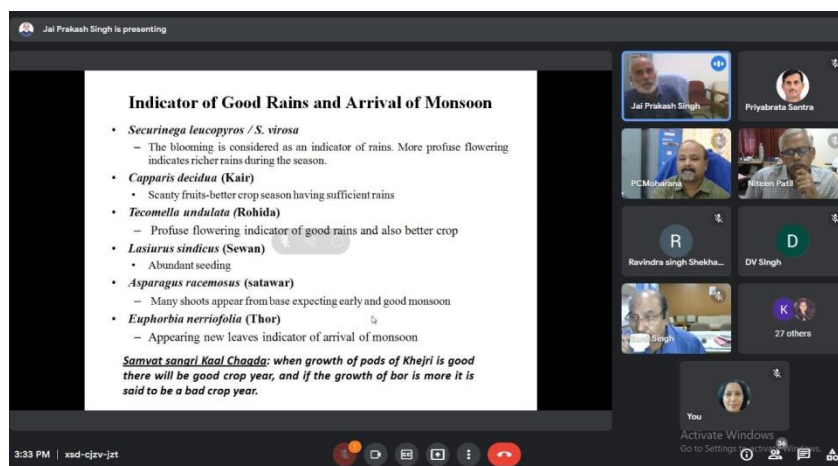 Jai Prakash Singh is presenting
Indicator of Good Rains and Arrival of Monsoon
• Securinega leucopyros / S. virosa
– The blooming is considered as an indicator of rains. More profuse flowering
indicates richer rains during the season.
• Capparis decidua (Kair)
• Scanty fruits-better crop season having sufficient rains
• Tecomella undulata (Rohida)
– Profuse flowering indicator of good rains and also better crop
• Lasiurus sindicus (Sewan)
• Abundant seeding
• Asparagus racemosus (satawar)
– Many shoots appear from base expecting early and good monsoon
• Euphorbia nerriofolia (Thor)
– Appearing new leaves indicator of arrival of monsoon
Samvat sangri Kaal Chagda: when growth of pods of Khejri is good
there will be good crop year, and if the growth of bor is more it is
said to be a bad crop year.
Jai Prakash Singh
Priyabrata Santra
PCMoharana
Niteen Patil
R
Ravindra singh Shekha...
D
DV SIngh
Singh
K
27 others
You
Activate Windows
Go to Settings to activate Windows.
3:33 PM | xsd-cjzv-jzt
36